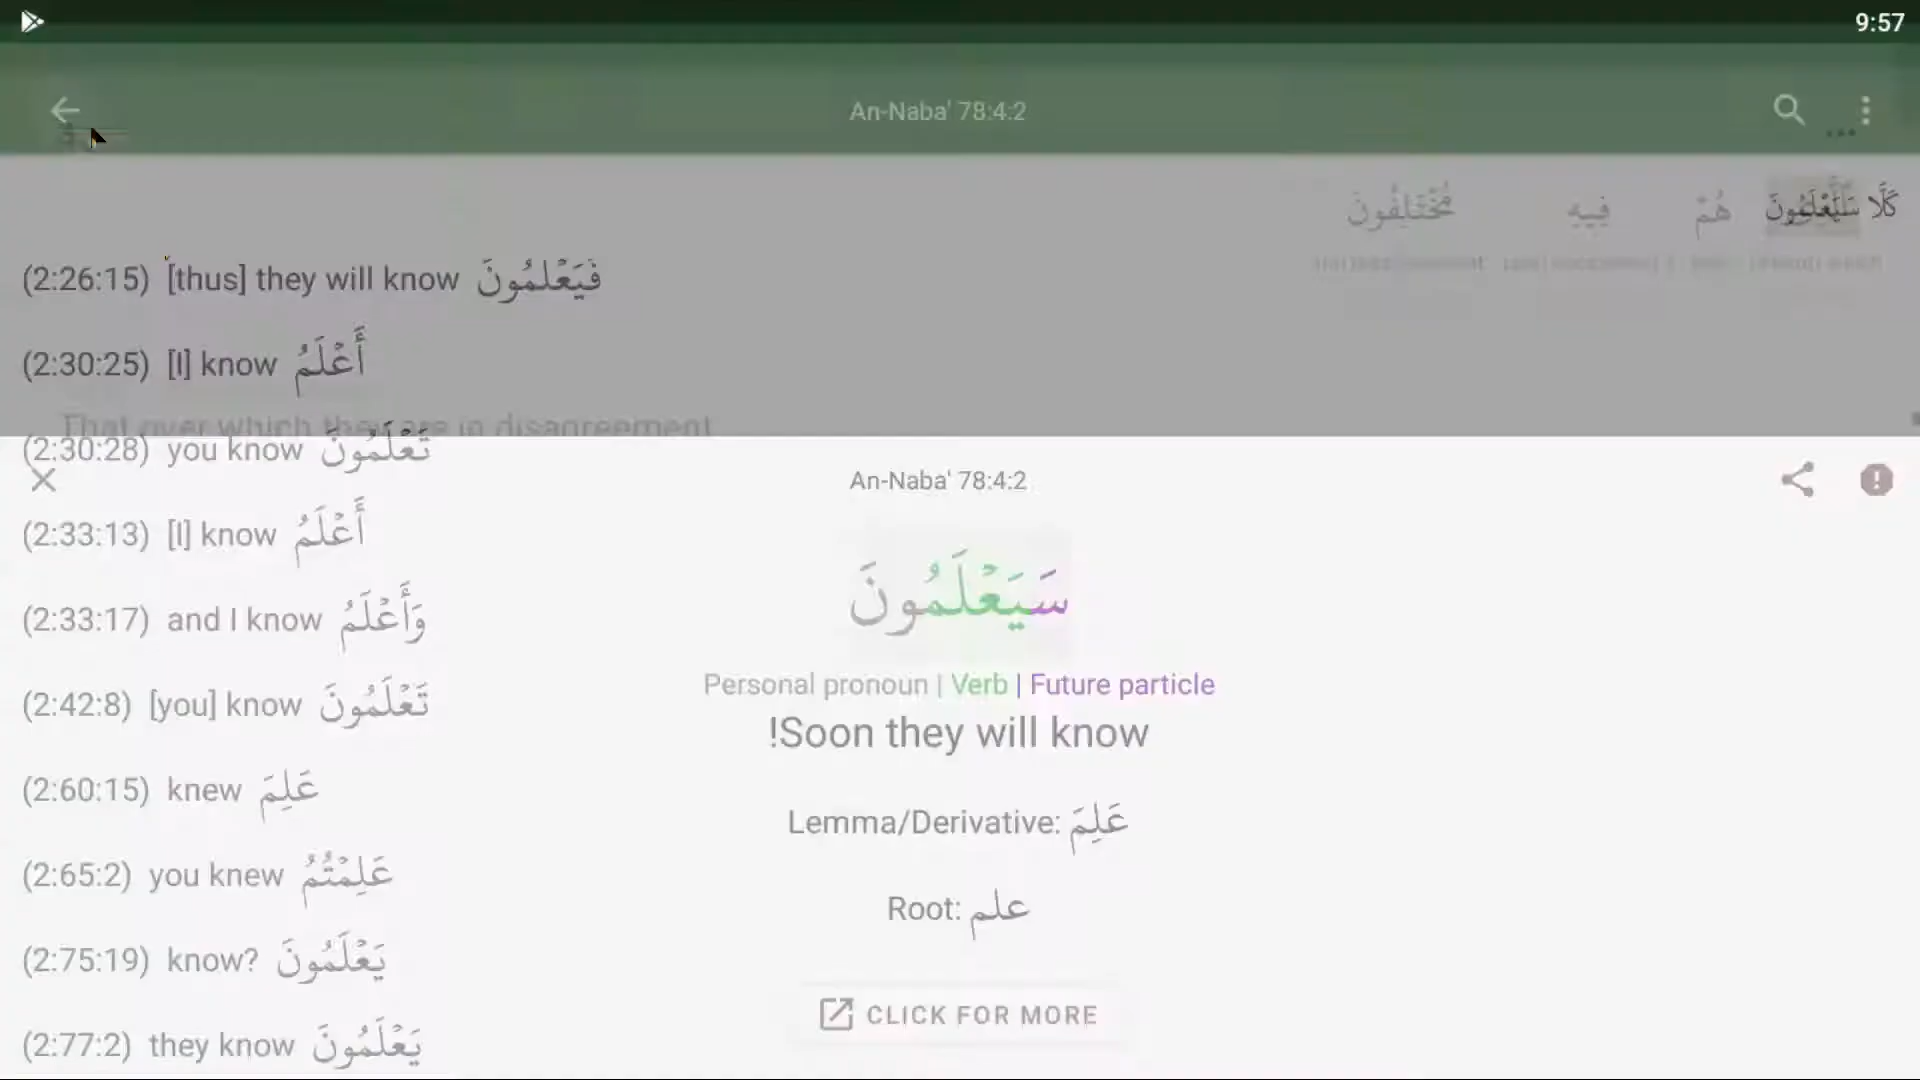 9:57
An-Naba' 78:4:2
كَلَّا سَيَعْلَمُونَ
هُمْ فِيهِ مُخْتَلِفُونَ
(2:26:15) [thus] they will know فَيَعْلَمُونَ
(2:30:25) [I] know أَعْلَمُ
That over which they are in disagreement
(2:30:28) you know تَعْلَمُونَ
An-Naba' 78:4:2
(2:33:13) [I] know أَعْلَمُ
سَيَعْلَمُونَ
(2:33:17) and I know وَأَعْلَمُ
Personal pronoun | Verb | Future particle
(2:42:8) [you] know تَعْلَمُونَ
!Soon they will know
(2:60:15) knew عَلِمَ
Lemma/Derivative: عَلِمَ
(2:65:2) you knew عَلِمْتُمُ
Root: علم
(2:75:19) know? يَعْلَمُونَ
CLICK FOR MORE
(2:77:2) they know يَعْلَمُونَ